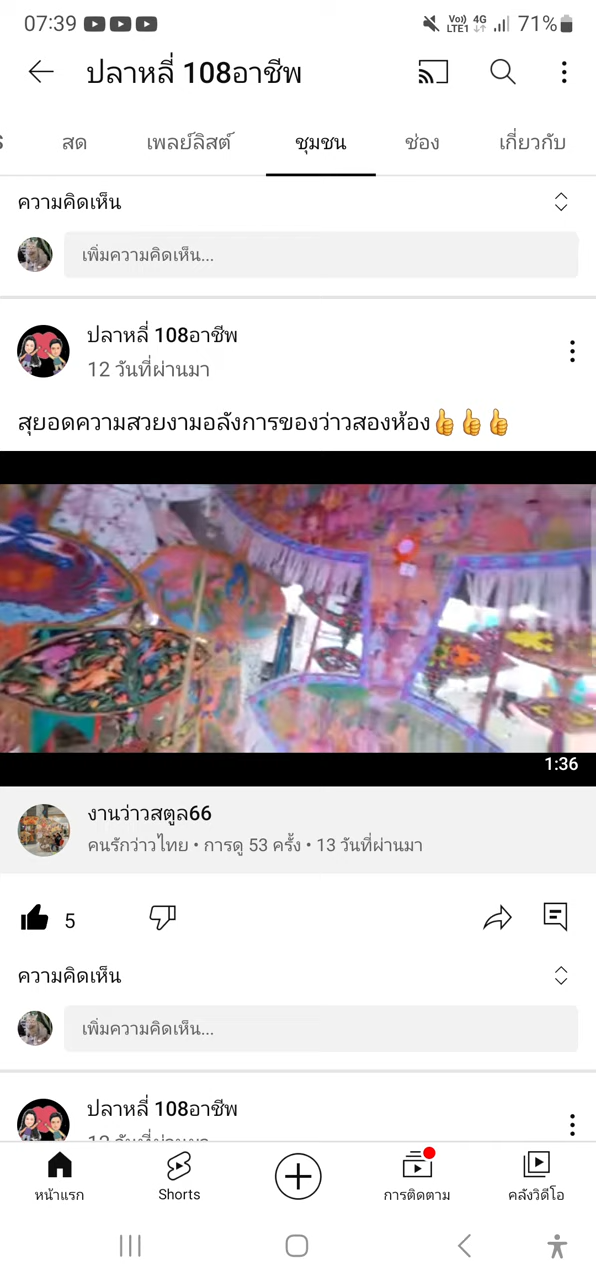 07:39 Vo)) 4G LTE1 71%
ปลาหลี่ 108อาชีพ
สด เพลย์ลิสต์ ชุมชน ช่อง เกี่ยวกับ
ความคิดเห็น
เพิ่มความคิดเห็น...
ปลาหลี่ 108อาชีพ
12 วันที่ผ่านมา
สุยอดความสวยงามอลังการของว่าวสองห้อง👍👍👍
1:36
งานว่าวสตูล66
คนรักว่าวไทย • การดู 53 ครั้ง • 13 วันที่ผ่านมา
5
ความคิดเห็น
เพิ่มความคิดเห็น...
ปลาหลี่ 108อาชีพ
หน้าแรก Shorts การติดตาม คลังวิดีโอ